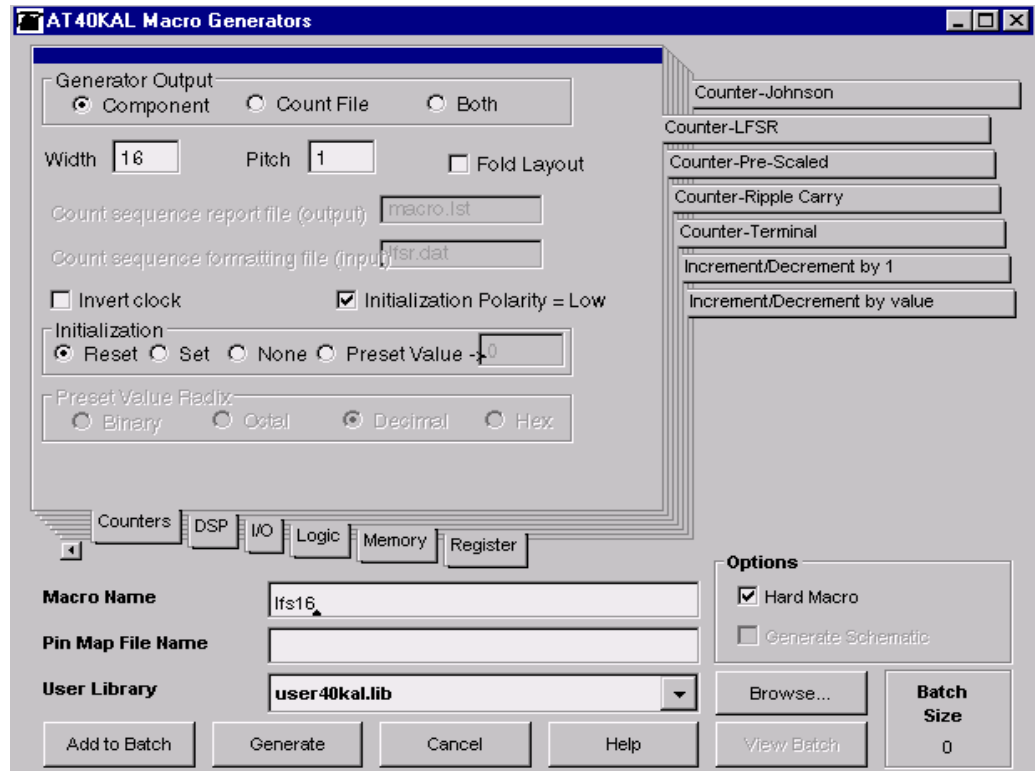 AT40KAL Macro Generators
Generator Output
Component Count File Both
Width 16 Pitch 1 Fold Layout
Count sequence report file (output) macro.lst
Count sequence formatting file (input) lfsr.dat
Invert clock Initialization Polarity = Low
Initialization
Reset Set None Preset Value -> 0
Preset Value Radix
Binary Octal Decimal Hex
Counter-Johnson
Counter-LFSR
Counter-Pre-Scaled
Counter-Ripple Carry
Counter-Terminal
Increment/Decrement by 1
Increment/Decrement by value
Counters DSP I/O Logic Memory Register
Macro Name lfs16
Pin Map File Name
User Library user40kal.lib
Options
Hard Macro
Generate Schematic
Browse... Batch Size
Add to Batch Generate Cancel Help View Batch 0